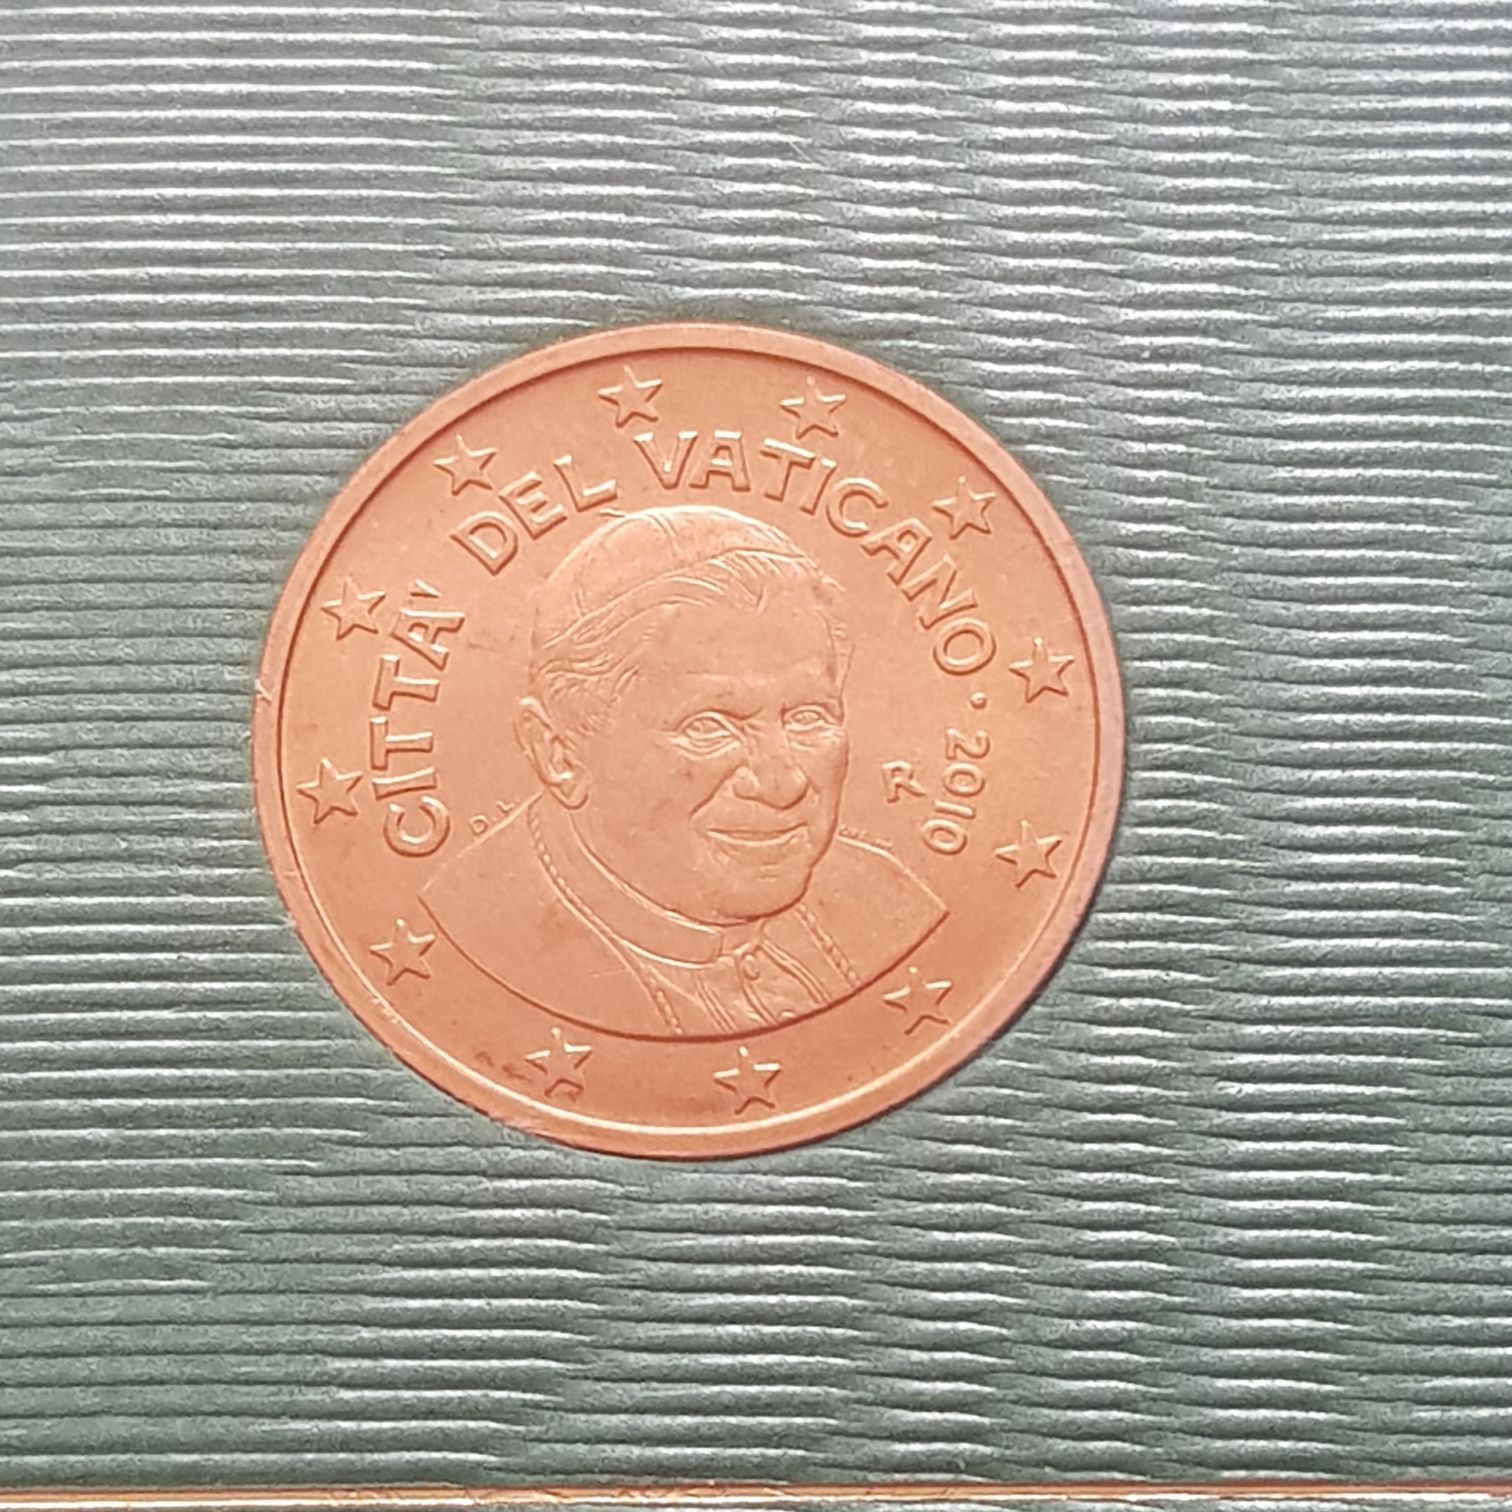 CITTA' DEL VATICANO · 2010
R
D. L.